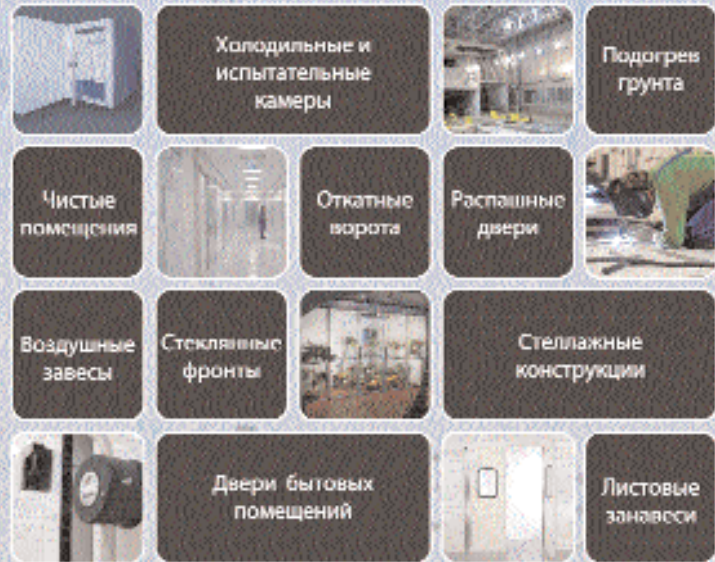 Холодильные и
испытательные
камеры
Подогрев
грунта
Чистые
помещения
Откатные
ворота
Распашные
двери
Воздушные
завесы
Стеклянные
фронты
Стеллажные
конструкции
Двери бытовых
помещений
Листовые
занавеси